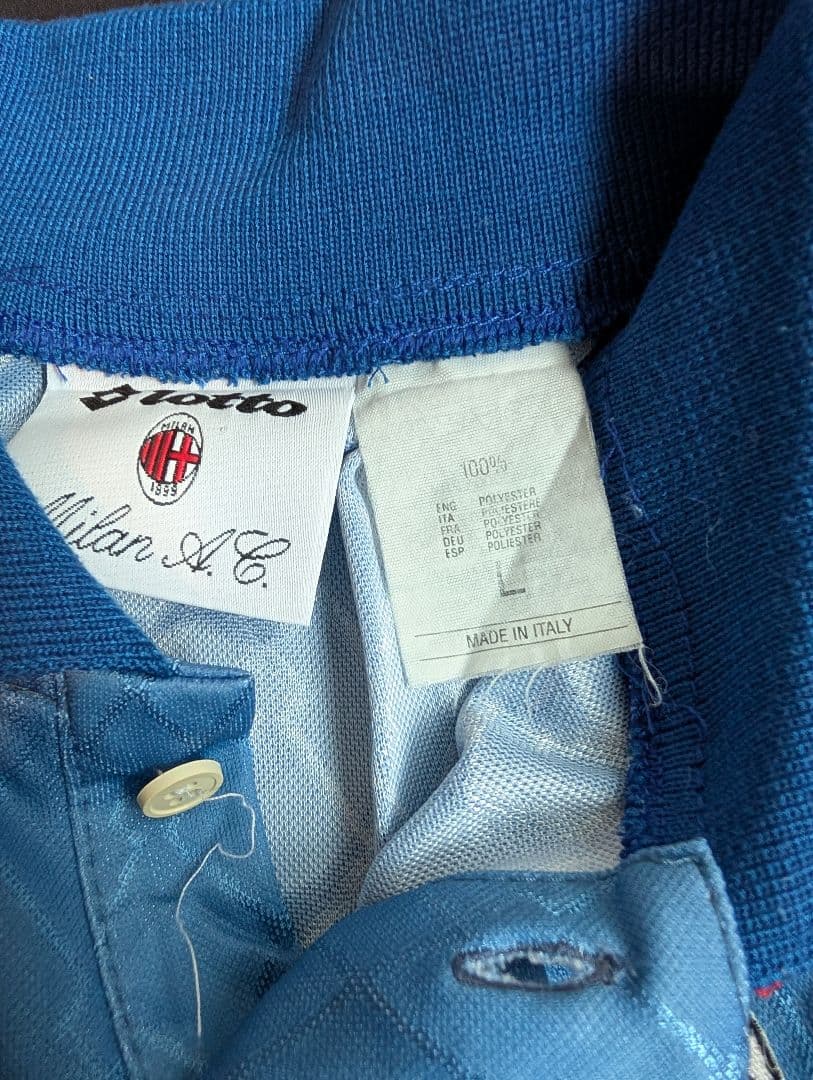 lotto
MILAN
1899
Milan A.C.
100%
ENG POLYESTER
ITA POLIESTERE
FRA POLYESTER
DEU POLYESTER
ESP POLIESTER
L
MADE IN ITALY